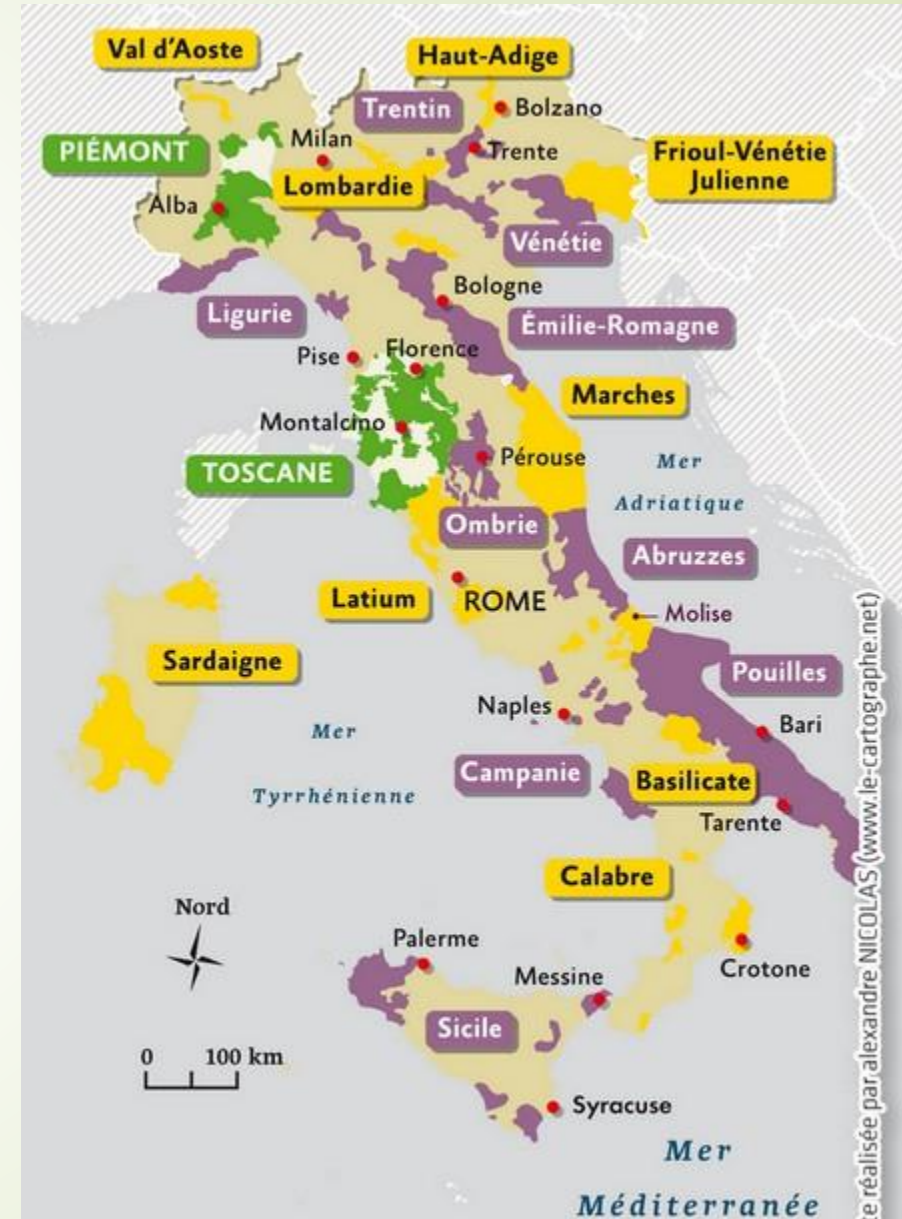 Val d'Aoste
Haut-Adige
Trentin
Bolzano
PIÉMONT
Milan
Trente
Frioul-Vénétie
Julienne
Lombardie
Alba
Vénétie
Bologne
Ligurie
Émilie-Romagne
Pise
Florence
Marches
Montalcino
Pérouse
Mer
Adriatique
TOSCANE
Ombrie
Abruzzes
Latium
ROME
Molise
Sardaigne
Pouilles
Naples
Bari
Mer
Tyrrhénienne
Campanie
Basilicate
Tarente
Calabre
Nord
Palerme
Messine
Crotone
Sicile
0 100 km
Syracuse
Mer
Méditerranée
réalisée par alexandre NICOLAS (www.le-cartographe.net)